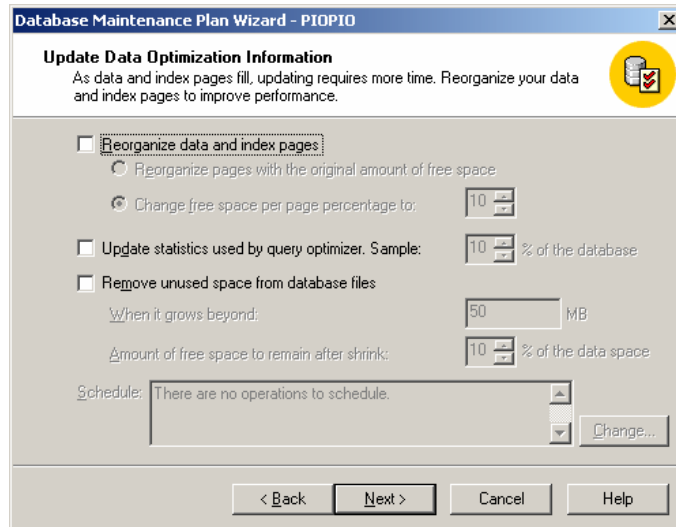 Database Maintenance Plan Wizard - PIOPIO
Update Data Optimization Information
As data and index pages fill, updating requires more time. Reorganize your data
and index pages to improve performance.
Reorganize data and index pages
Reorganize pages with the original amount of free space
Change free space per page percentage to: 10
Update statistics used by query optimizer. Sample: 10 % of the database
Remove unused space from database files
When it grows beyond: 50 MB
Amount of free space to remain after shrink: 10 % of the data space
Schedule: There are no operations to schedule.
Change...
< Back Next > Cancel Help